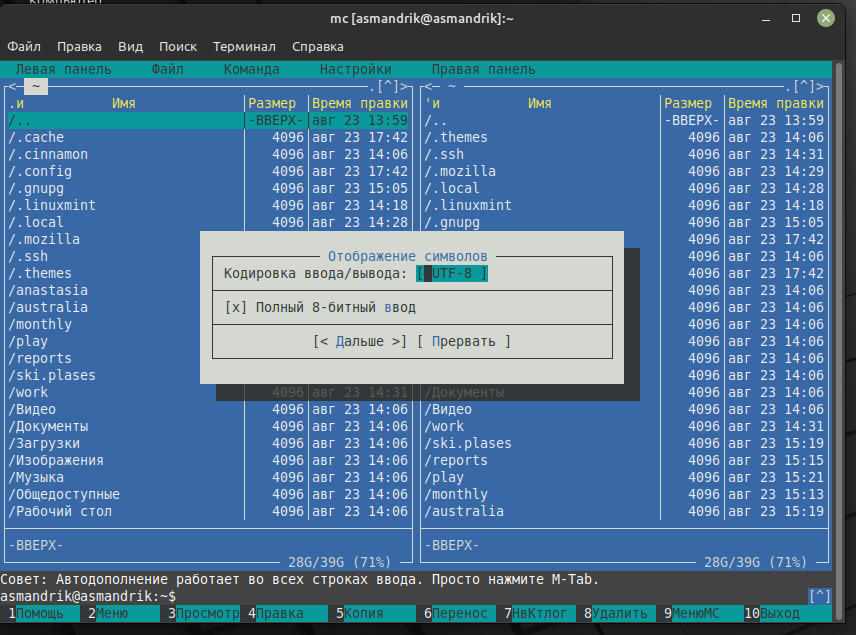 mc [asmandrik@asmandrik]:~
Файл Правка Вид Поиск Терминал Справка
Левая панель Файл Команда Настройки Правая панель
<─ ~ .[^]> <─ ~ .[^]>
.и Имя Размер Время правки 'и Имя Размер Время правки
/.. -ВВЕРХ- авг 23 13:59 /.. -ВВЕРХ- авг 23 13:59
/.cache 4096 авг 23 17:42 /.themes 4096 авг 23 14:06
/.cinnamon 4096 авг 23 14:06 /.ssh 4096 авг 23 14:31
/.config 4096 авг 23 17:42 /.mozilla 4096 авг 23 14:29
/.gnupg 4096 авг 23 15:05 /.local 4096 авг 23 14:28
/.linuxmint 4096 авг 23 14:18 /.linuxmint 4096 авг 23 14:18
/.local 4096 авг 23 14:28 /.gnupg 4096 авг 23 15:05
/.mozilla 4096 авг 23 17:42
/.ssh Отображение символов 4096 авг 23 14:06
/.themes Кодировка ввода/вывода: [ UTF-8 ] 4096 авг 23 17:42
/anastasia 4096 авг 23 14:06
/australia [x] Полный 8-битный ввод 4096 авг 23 14:06
/monthly 4096 авг 23 14:06
/play [< Дальше >] [ Прервать ] 4096 авг 23 14:06
/reports 4096 авг 23 14:06
/ski.plases 4096 авг 23 14:06
/work 4096 авг 23 14:31 /Документы 4096 авг 23 14:06
/Видео 4096 авг 23 14:06 /Видео 4096 авг 23 14:06
/Документы 4096 авг 23 14:06 /work 4096 авг 23 14:31
/Загрузки 4096 авг 23 14:06 /ski.plases 4096 авг 23 15:19
/Изображения 4096 авг 23 14:06 /reports 4096 авг 23 15:15
/Музыка 4096 авг 23 14:06 /play 4096 авг 23 15:21
/Общедоступные 4096 авг 23 14:06 /monthly 4096 авг 23 15:13
/Рабочий стол 4096 авг 23 14:06 /australia 4096 авг 23 15:19
-ВВЕРХ- -ВВЕРХ-
28G/39G (71%) 28G/39G (71%)
Совет: Автодополнение работает во всех строках ввода. Просто нажмите M-Tab.
asmandrik@asmandrik:~$ [^]
1Помощь 2Меню 3Просмотр 4Правка 5Копия 6Перенос 7НвКтлог 8Удалить 9МенюMC 10Выход